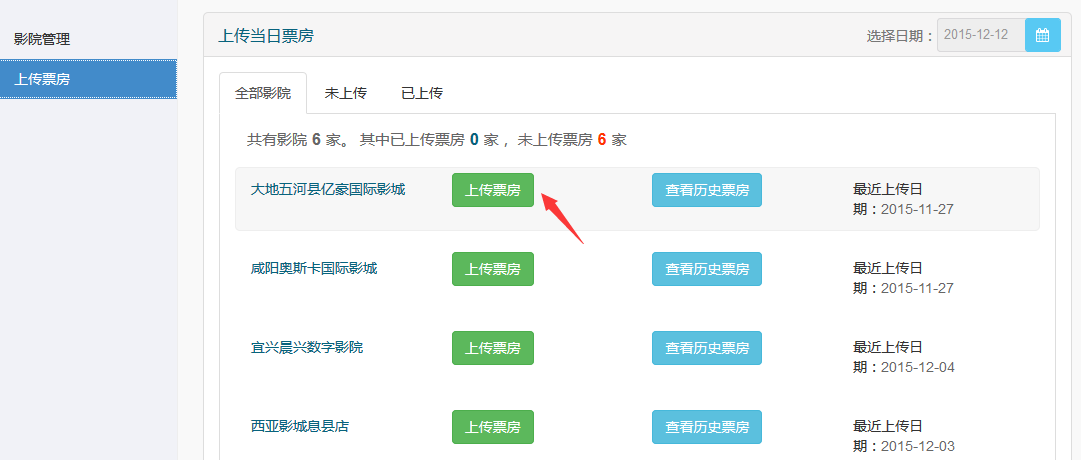 影院管理
上传票房
上传当日票房
选择日期：
2015-12-12
全部影院
未上传
已上传
共有影院 6 家。 其中已上传票房 0 家， 未上传票房 6 家
大地五河县亿豪国际影城
上传票房
查看历史票房
最近上传日
期：2015-11-27
咸阳奥斯卡国际影城
上传票房
查看历史票房
最近上传日
期：2015-11-27
宜兴晨兴数字影院
上传票房
查看历史票房
最近上传日
期：2015-12-04
西亚影城息县店
上传票房
查看历史票房
最近上传日
期：2015-12-03